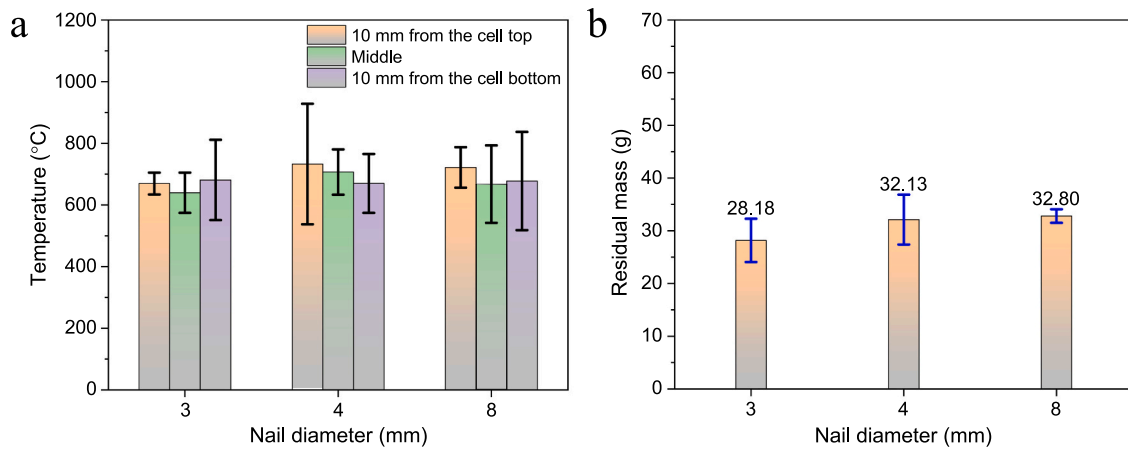 a
1200
1000
800
600
400
200
0
Temperature (°C)
10 mm from the cell top
Middle
10 mm from the cell bottom
3
4
8
Nail diameter (mm)
b
70
60
50
40
30
20
10
0
Residual mass (g)
28.18
32.13
32.80
3
4
8
Nail diameter (mm)